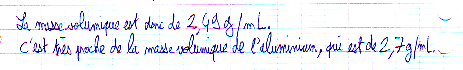 La masse volumique est donc de 2,49 g/mL.
C'est très proche de la masse volumique de l'aluminium, qui est de 2,7g/mL.